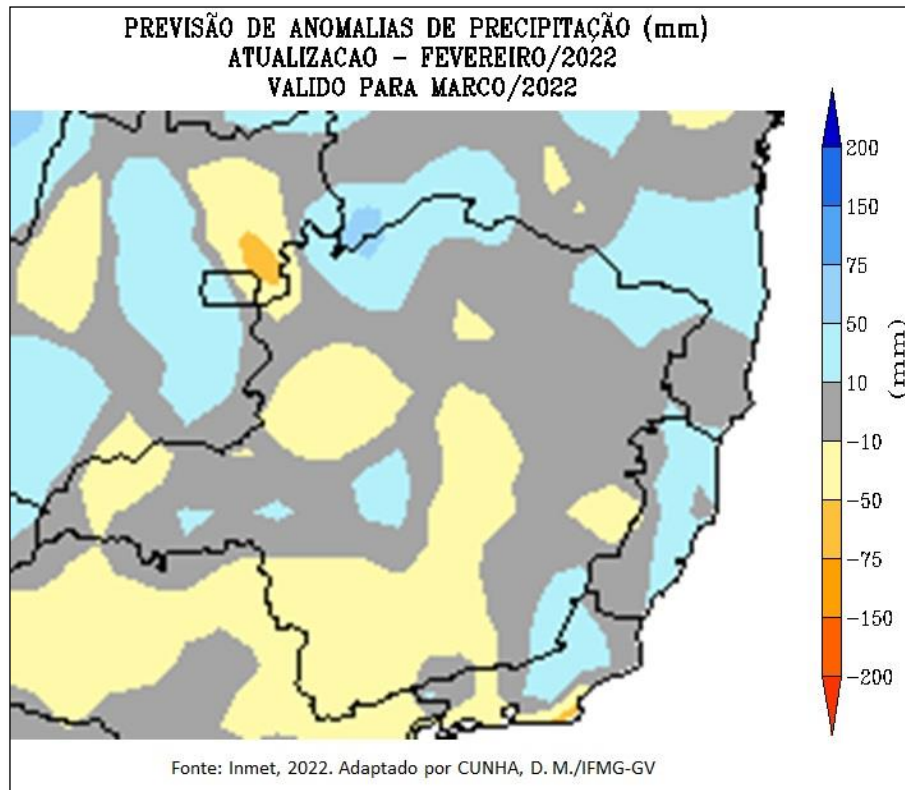 PREVISÃO DE ANOMALIAS DE PRECIPITAÇÃO (mm)
ATUALIZACAO – FEVEREIRO/2022
VALIDO PARA MARCO/2022
200
150
75
50
10
-10
-50
-75
-150
-200
(mm)
Fonte: Inmet, 2022. Adaptado por CUNHA, D. M./IFMG-GV